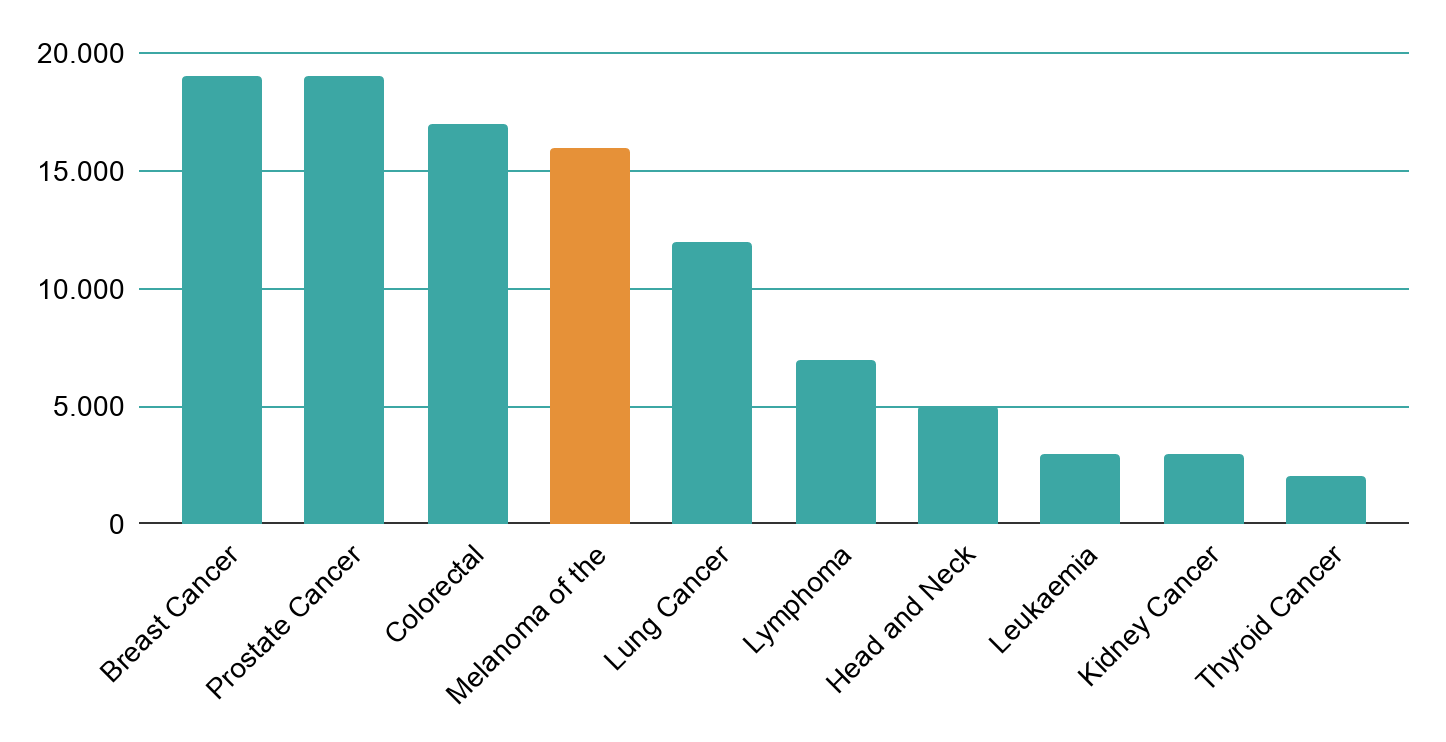 20.000
15.000
10.000
5.000
0
Breast Cancer
Prostate Cancer
Colorectal
Melanoma of the
Lung Cancer
Lymphoma
Head and Neck
Leukaemia
Kidney Cancer
Thyroid Cancer